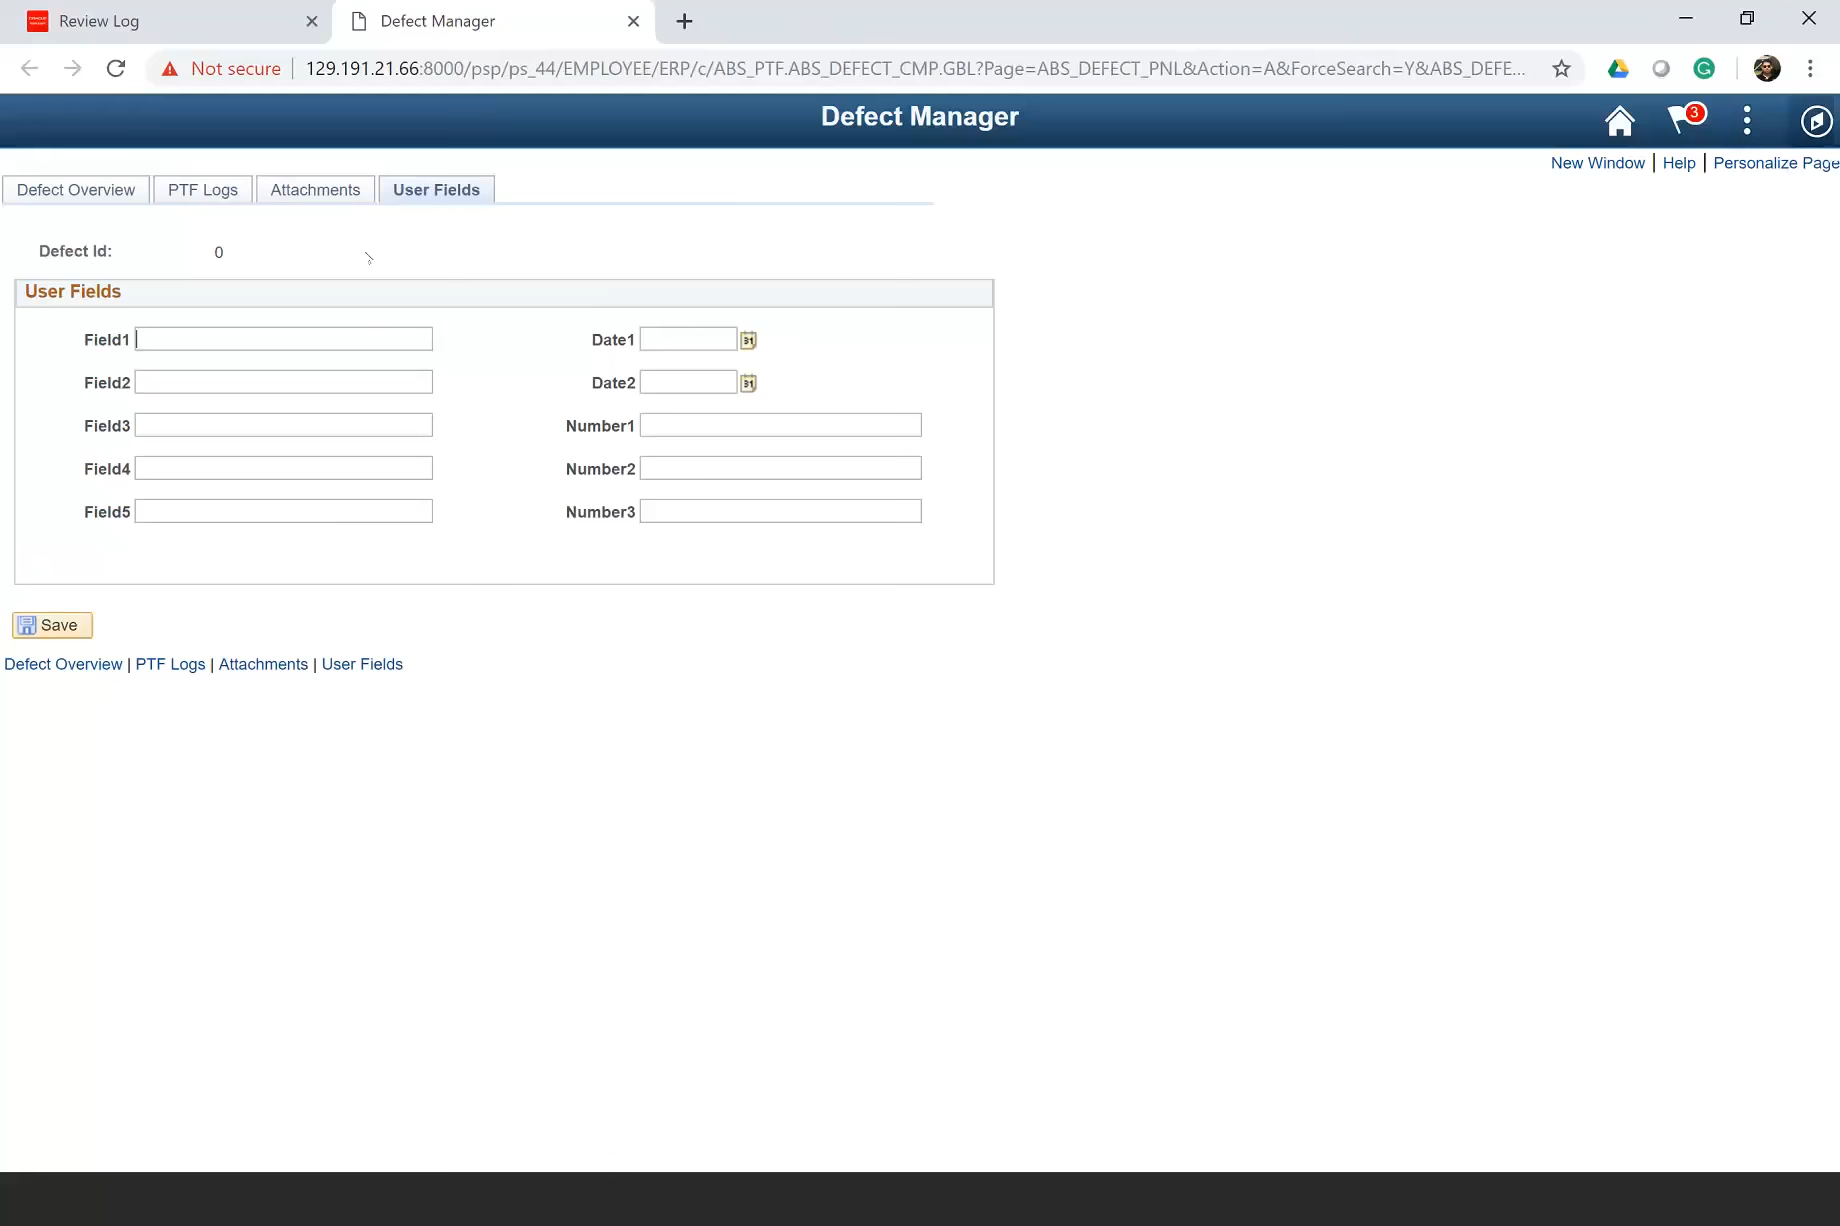 Review Log
Defect Manager
Not secure
129.191.21.66:8000/psp/ps_44/EMPLOYEE/ERP/c/ABS_PTF.ABS_DEFECT_CMP.GBL?Page=ABS_DEFECT_PNL&Action=A&ForceSearch=Y&ABS_DEFE...
Defect Manager
3
New Window | Help | Personalize Page
Defect Overview
PTF Logs
Attachments
User Fields
Defect Id: 0
User Fields
Field1
Date1
31
Field2
Date2
31
Field3
Number1
Field4
Number2
Field5
Number3
Save
Defect Overview | PTF Logs | Attachments | User Fields